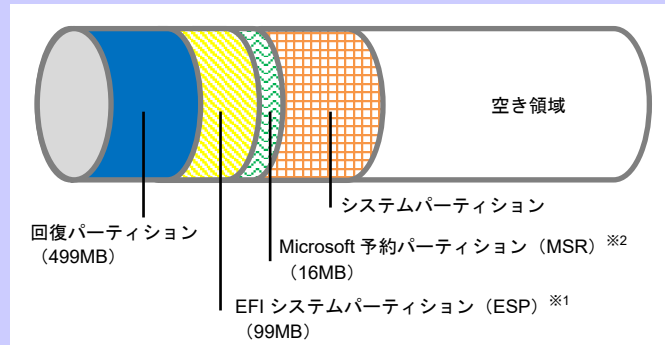 空き領域
システムパーティション
回復パーティション
（499MB）
Microsoft 予約パーティション（MSR）※2
（16MB）
EFI システムパーティション（ESP）※1
（99MB）